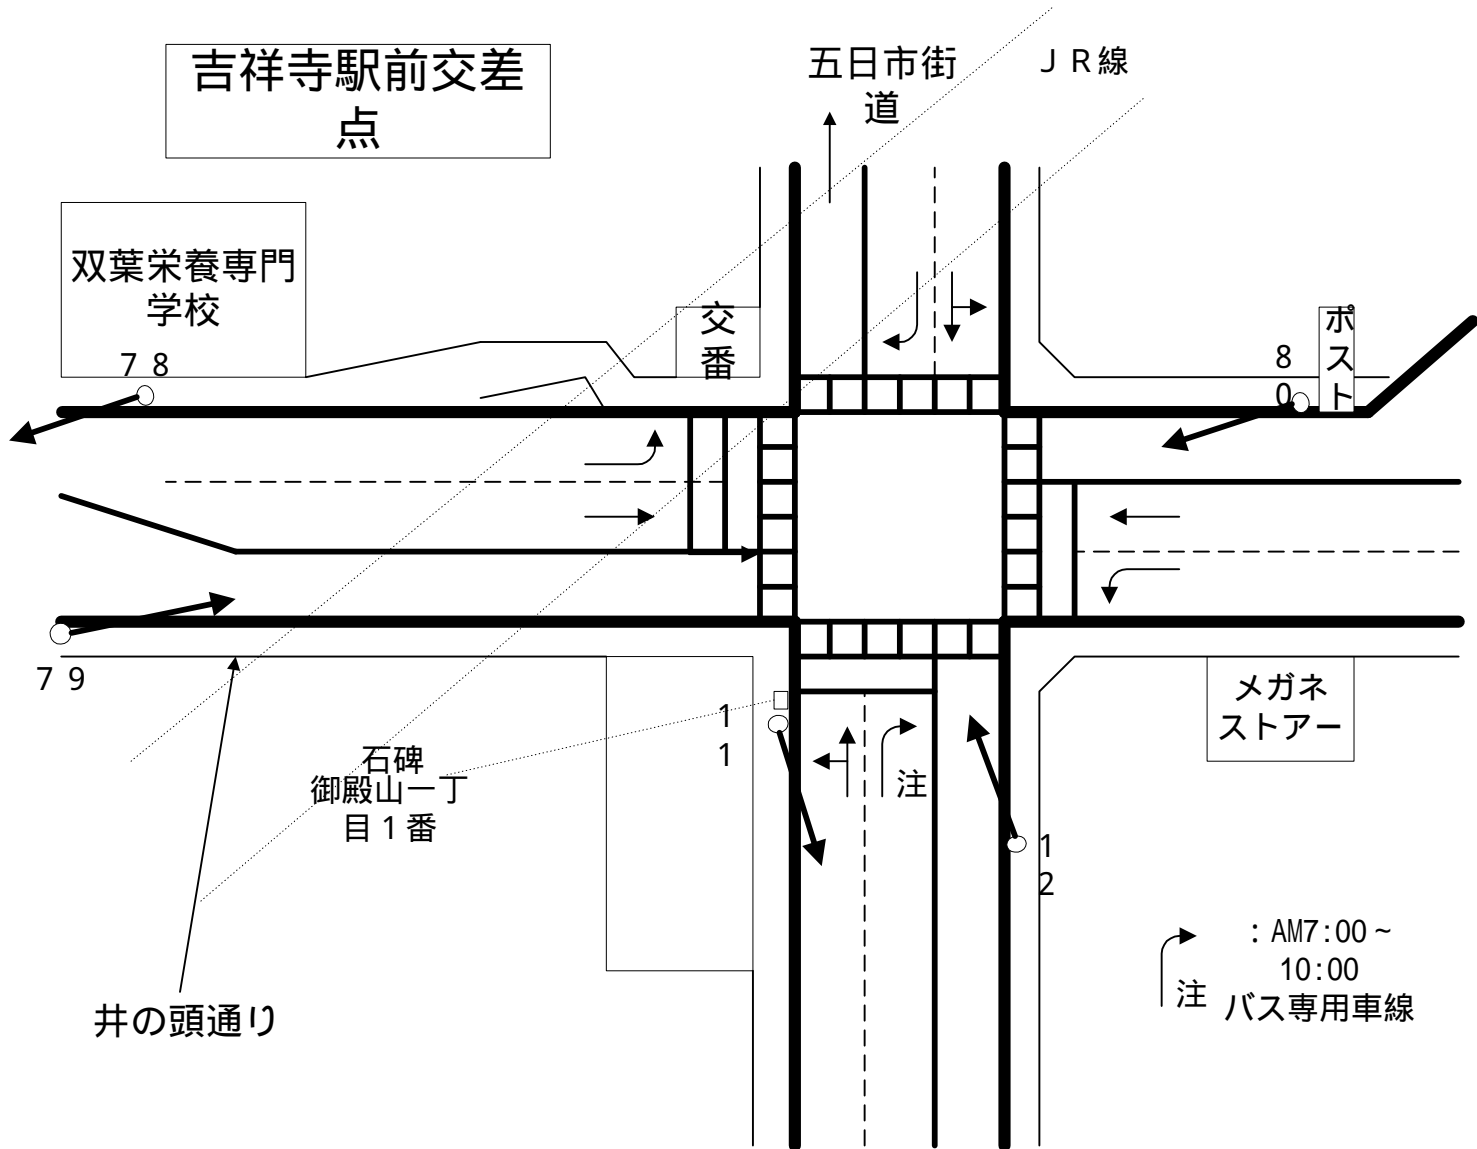 吉祥寺駅前交差
点
五日市街
道
ＪＲ線
双葉栄養専門
学校
７８
交
番
ポ
ス
ト
８
０
７９
石碑
御殿山一丁
目１番
１
１
注
１
２
メガネ
ストアー
井の頭通り
注
：AM7:00～
10:00
バス専用車線